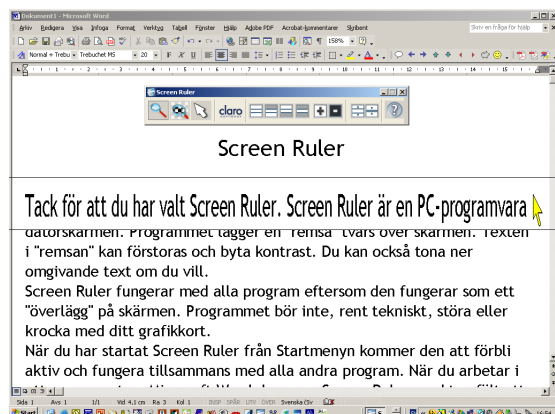 Dokument1 - Microsoft Word
Arkiv Redigera Visa Infoga Format Verktyg Tabell Fönster Hjälp Adobe PDF Acrobat-kommentarer Skribent
Skriv en fråga för hjälp
158%
Normal + Trebu Trebuchet MS 20 F K U
Screen Ruler
claro
Screen Ruler
Tack för att du har valt Screen Ruler. Screen Ruler är en PC-programvara
datorskärmen. Programmet lägger en "remsa" tvärs över skärmen. Texten
i "remsan" kan förstoras och byta kontrast. Du kan också tona ner
omgivande text om du vill.
Screen Ruler fungerar med alla program eftersom den fungerar som ett
"överlägg" på skärmen. Programmet bör inte, rent tekniskt, störa eller
krocka med ditt grafikkort.
När du har startat Screen Ruler från Startmenyn kommer den att förbli
aktiv och fungera tillsammans med alla andra program. När du arbetar i
Sida 1 Avs 1 1/1 Vid 4,1 cm Ra 3 Kol 1 INSP SPÅR UTV ÖVER Svenska (Sv
Start